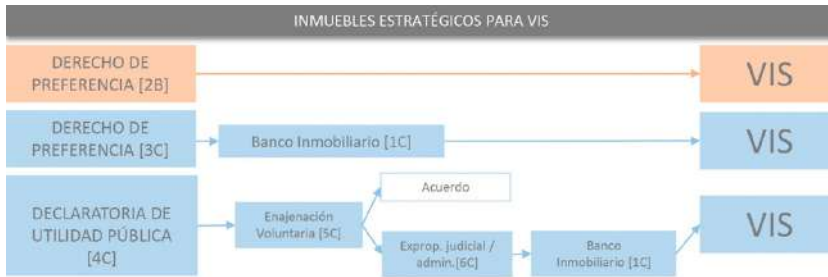 INMUEBLES ESTRATÉGICOS PARA VIS
DERECHO DE
PREFERENCIA [2B]
VIS
DERECHO DE
PREFERENCIA [3C]
Banco Inmobiliario [1C]
VIS
DECLARATORIA DE
UTILIDAD PÚBLICA
[4C]
Enajenación
Voluntaria [5C]
Acuerdo
Exprop. judicial /
admin.[6C]
Banco
Inmobiliario [1C]
VIS